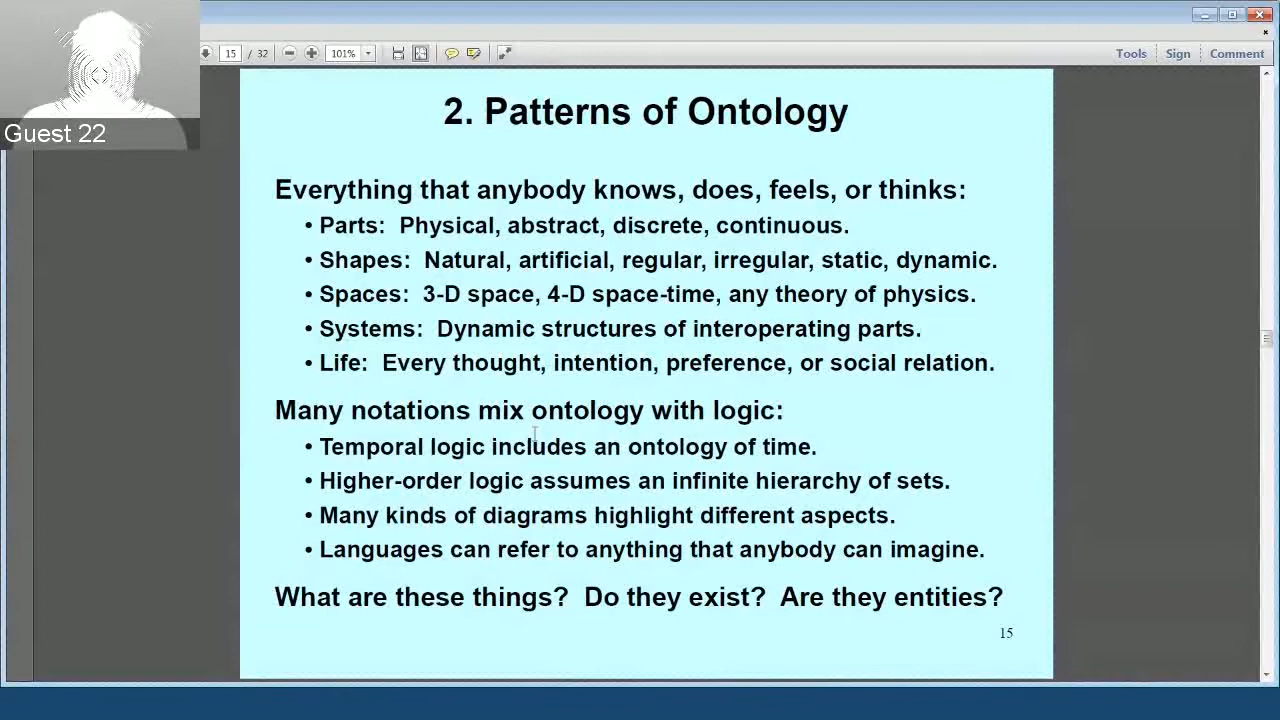 15 / 32 101% Tools Sign Comment
Guest 22
2. Patterns of Ontology
Everything that anybody knows, does, feels, or thinks:
• Parts: Physical, abstract, discrete, continuous.
• Shapes: Natural, artificial, regular, irregular, static, dynamic.
• Spaces: 3-D space, 4-D space-time, any theory of physics.
• Systems: Dynamic structures of interoperating parts.
• Life: Every thought, intention, preference, or social relation.
Many notations mix ontology with logic:
• Temporal logic includes an ontology of time.
• Higher-order logic assumes an infinite hierarchy of sets.
• Many kinds of diagrams highlight different aspects.
• Languages can refer to anything that anybody can imagine.
What are these things? Do they exist? Are they entities?
15